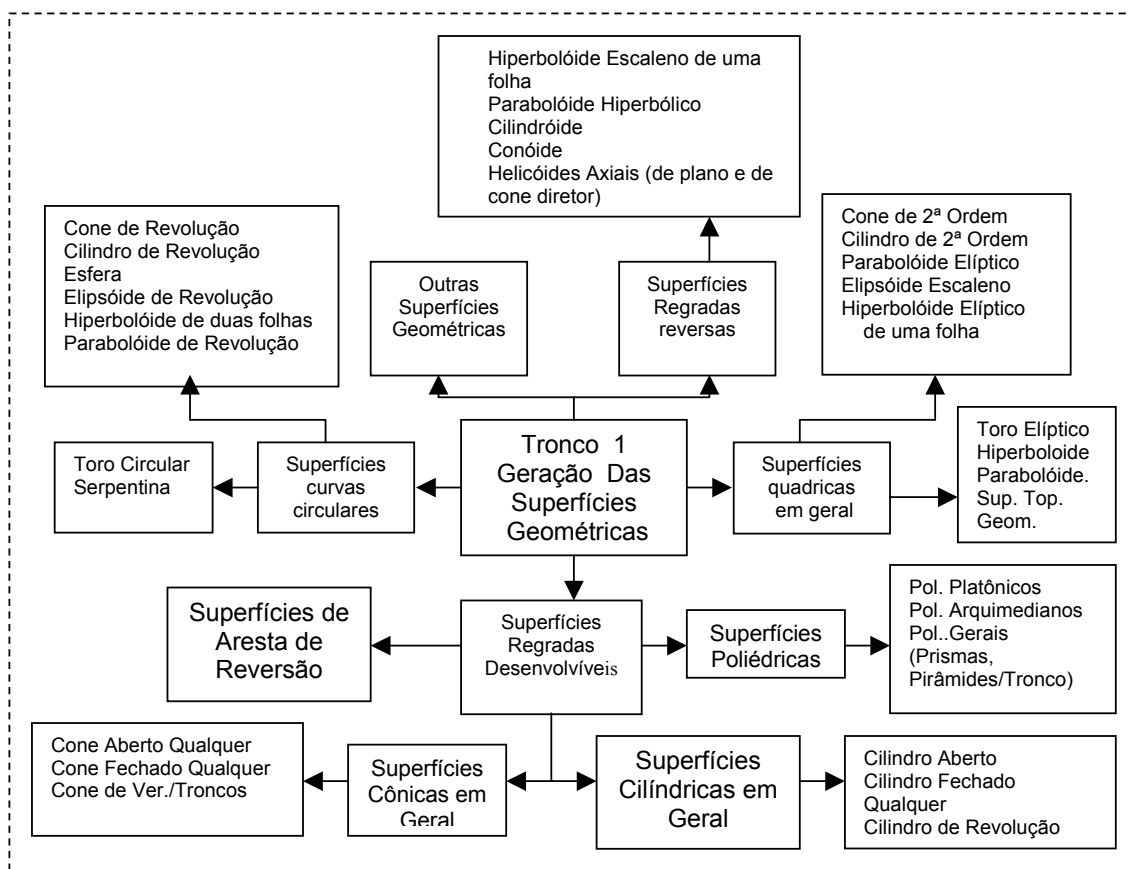 Hiperbolóide Escaleno de uma
folha
Parabolóide Hiperbólico
Cilindróide
Conóide
Helicóides Axiais (de plano e de
cone diretor)
Cone de Revolução
Cilindro de Revolução
Esfera
Elipsóide de Revolução
Hiperbolóide de duas folhas
Parabolóide de Revolução
Outras
Superfícies
Geométricas
Superfícies
Regradas
reversas
Cone de 2ª Ordem
Cilindro de 2ª Ordem
Parabolóide Elíptico
Elipsóide Escaleno
Hiperbolóide Elíptico
de uma folha
Toro Circular
Serpentina
Superfícies
curvas
circulares
Tronco 1
Geração Das
Superfícies
Geométricas
Superfícies
quadricas
em geral
Toro Elíptico
Hiperboloide
Parabolóide.
Sup. Top.
Geom.
Superfícies de
Aresta de
Reversão
Superfícies
Regradas
Desenvolvíveis
Superfícies
Poliédricas
Pol. Platônicos
Pol. Arquimedianos
Pol..Gerais
(Prismas,
Pirâmides/Tronco)
Cone Aberto Qualquer
Cone Fechado Qualquer
Cone de Ver./Troncos
Superfícies
Cônicas em
Geral
Superfícies
Cilíndricas em
Geral
Cilindro Aberto
Cilindro Fechado
Qualquer
Cilindro de Revolução